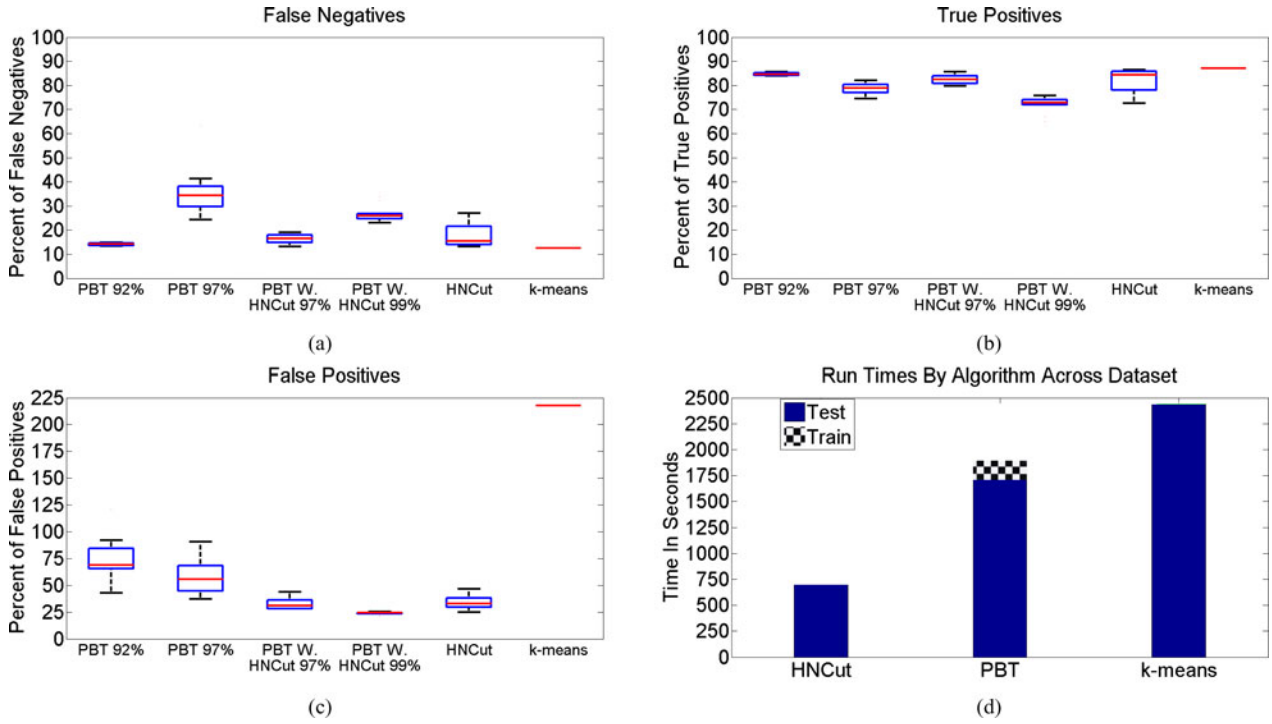 False Negatives
Percent of False Negatives
100
90
80
70
60
50
40
30
20
10
0
PBT 92%
PBT 97%
PBT W.
HNCut 97%
PBT W.
HNCut 99%
HNCut
k-means
(a)
True Positives
Percent of True Positives
100
90
80
70
60
50
40
30
20
10
0
PBT 92%
PBT 97%
PBT W.
HNCut 97%
PBT W.
HNCut 99%
HNCut
k-means
(b)
False Positives
Percent of False Positives
225
200
175
150
125
100
75
50
25
0
PBT 92%
PBT 97%
PBT W.
HNCut 97%
PBT W.
HNCut 99%
HNCut
k-means
(c)
Run Times By Algorithm Across Dataset
Time In Seconds
2500
2250
2000
1750
1500
1250
1000
750
500
250
0
Test
Train
HNCut
PBT
k-means
(d)